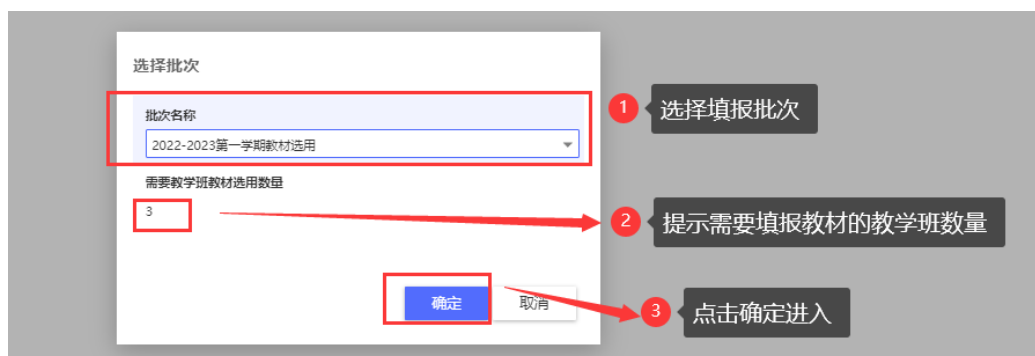 选择批次
批次名称
2022-2023第一学期教材选用
需要教学班教材选用数量
3
确定
取消
1 选择填报批次
2 提示需要填报教材的教学班数量
3 点击确定进入